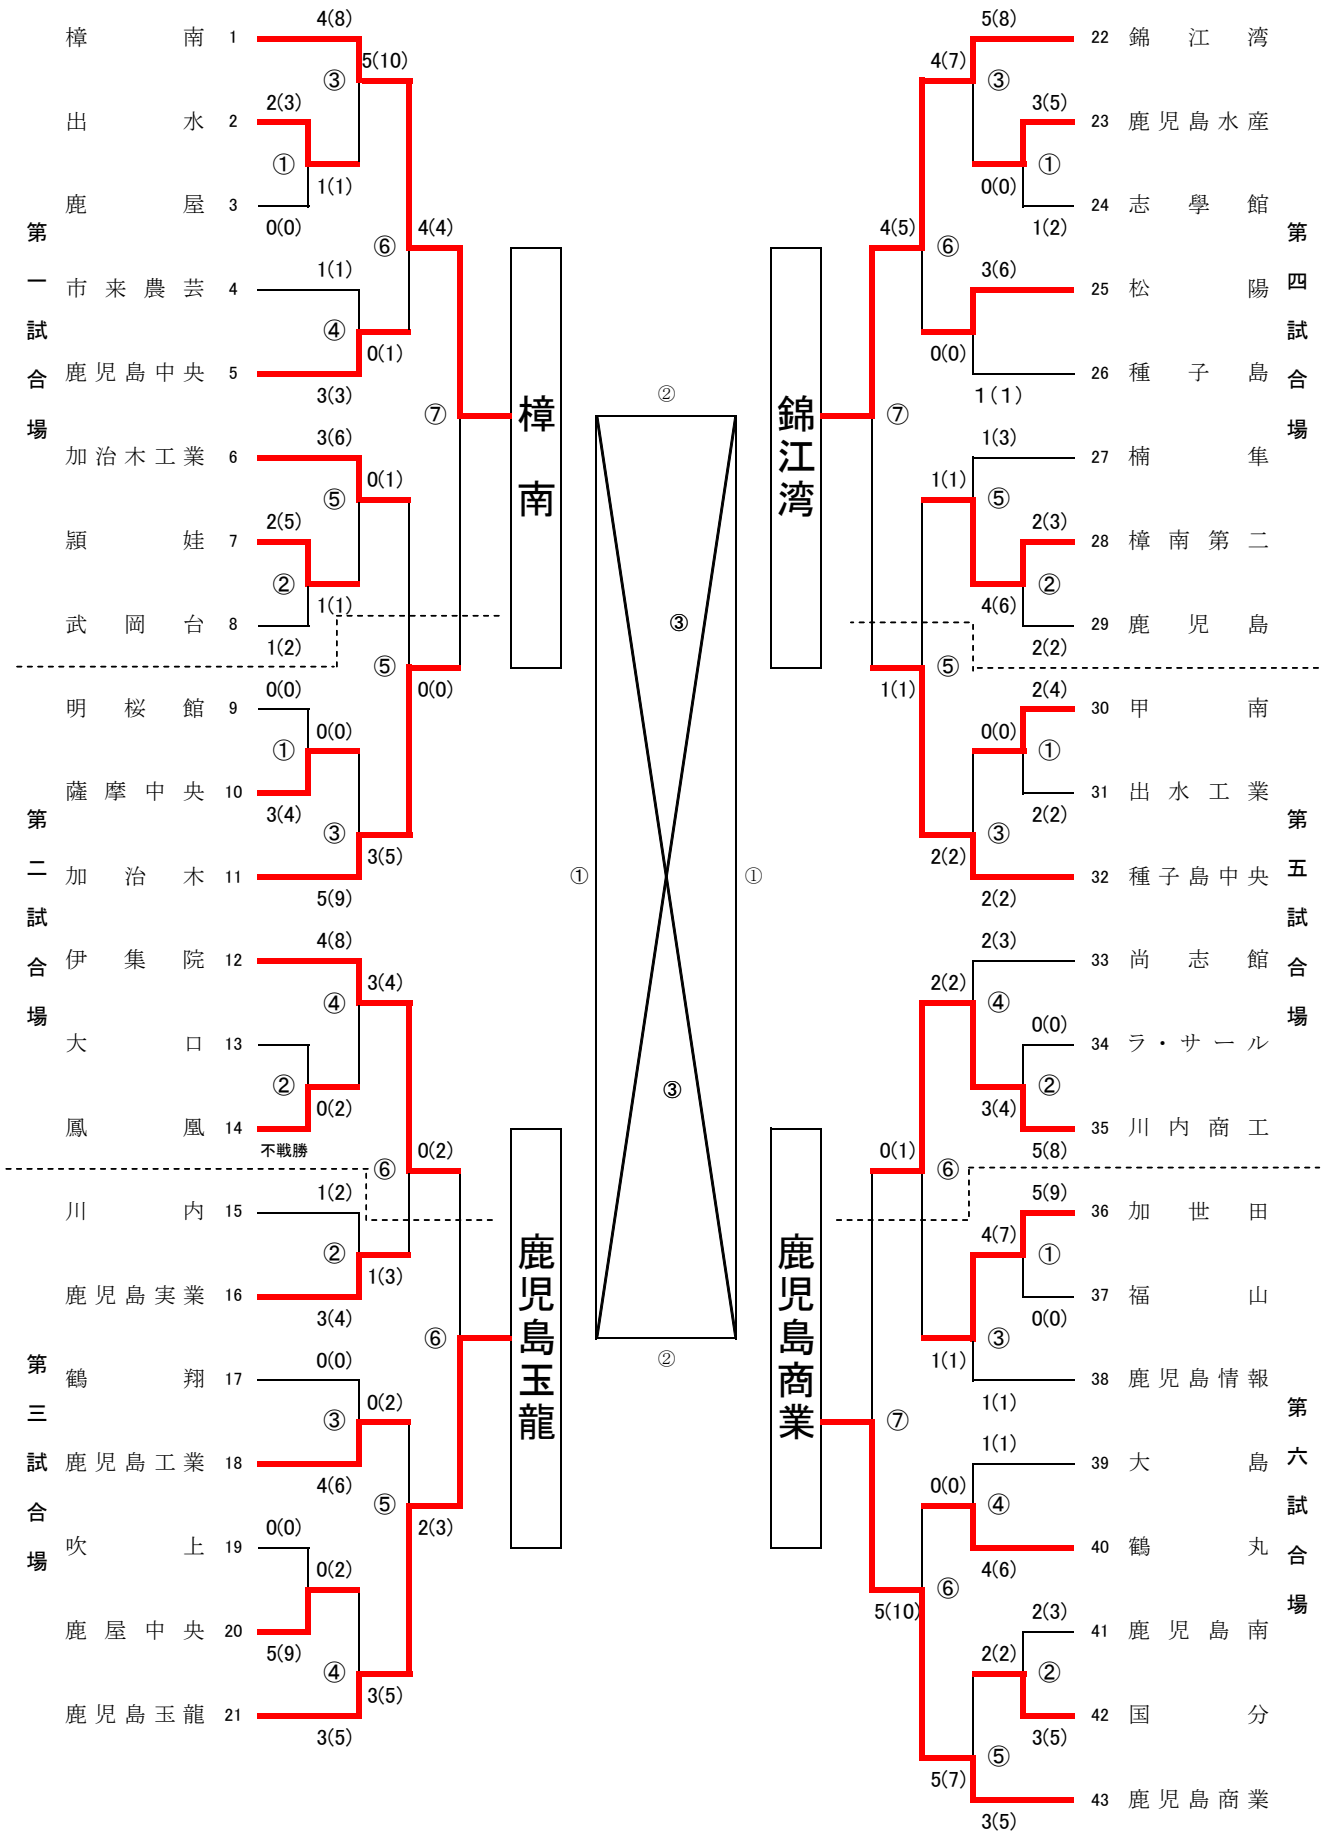 樟南 1 4(8)
5(10)
③
出水 2 2(3)
①
1(1)
鹿屋 3 0(0)
4(4)
⑥
市来農芸 4 1(1)
④
0(1)
鹿児島中央 5 3(3)
⑦
加治木工業 6 3(6)
0(1)
⑤
頴娃 7 2(5)
②
1(1)
武岡台 8 1(2)
⑤
0(0)
明桜館 9 0(0)
0(0)
①
薩摩中央 10 3(4)
③
3(5)
加治木 11 5(9)
伊集院 12 4(8)
3(4)
④
大口 13
②
0(2)
鳳凰 14 不戦勝
0(2)
⑥
川内 15 1(2)
②
1(3)
鹿児島実業 16 3(4)
⑥
鶴翔 17 0(0)
0(2)
③
鹿児島工業 18 4(6)
⑤
2(3)
吹上 19 0(0)
0(2)
鹿屋中央 20 5(9)
④
3(5)
鹿児島玉龍 21 3(5)
第一試合場
第二試合場
第三試合場
樟南
鹿児島玉龍
②
③
①
①
③
②
錦江湾
鹿児島商業
5(8) 22 錦江湾
4(7)
③
3(5) 23 鹿児島水産
①
0(0)
1(2) 24 志學館
4(5)
⑥
3(6) 25 松陽
0(0)
1(1) 26 種子島
⑦
1(3) 27 楠隼
1(1)
⑤
2(3) 28 樟南第二
②
4(6)
2(2) 29 鹿児島
⑤
1(1)
2(4) 30 甲南
0(0)
①
2(2) 31 出水工業
③
2(2)
2(2) 32 種子島中央
2(3) 33 尚志館
2(2)
④
0(0) 34 ラ・サール
②
3(4)
5(8) 35 川内商工
0(1)
⑥
5(9) 36 加世田
4(7)
①
0(0) 37 福山
③
1(1)
1(1) 38 鹿児島情報
⑦
1(1) 39 大島
0(0)
④
4(6) 40 鶴丸
⑥
5(10)
2(3) 41 鹿児島南
2(2)
②
3(5) 42 国分
⑤
5(7)
3(5) 43 鹿児島商業
第四試合場
第五試合場
第六試合場